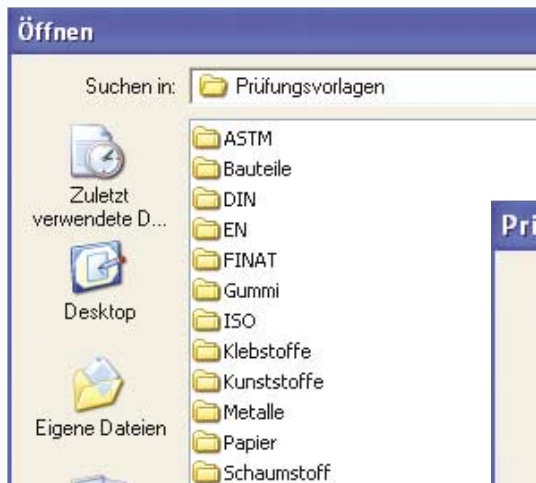 Öffnen
Suchen in:
Prüfungsvorlagen
Zuletzt
verwendete D...
Desktop
Eigene Dateien
ASTM
Bauteile
DIN
EN
FINAT
Gummi
ISO
Klebstoffe
Kunststoffe
Metalle
Papier
Schaumstoff